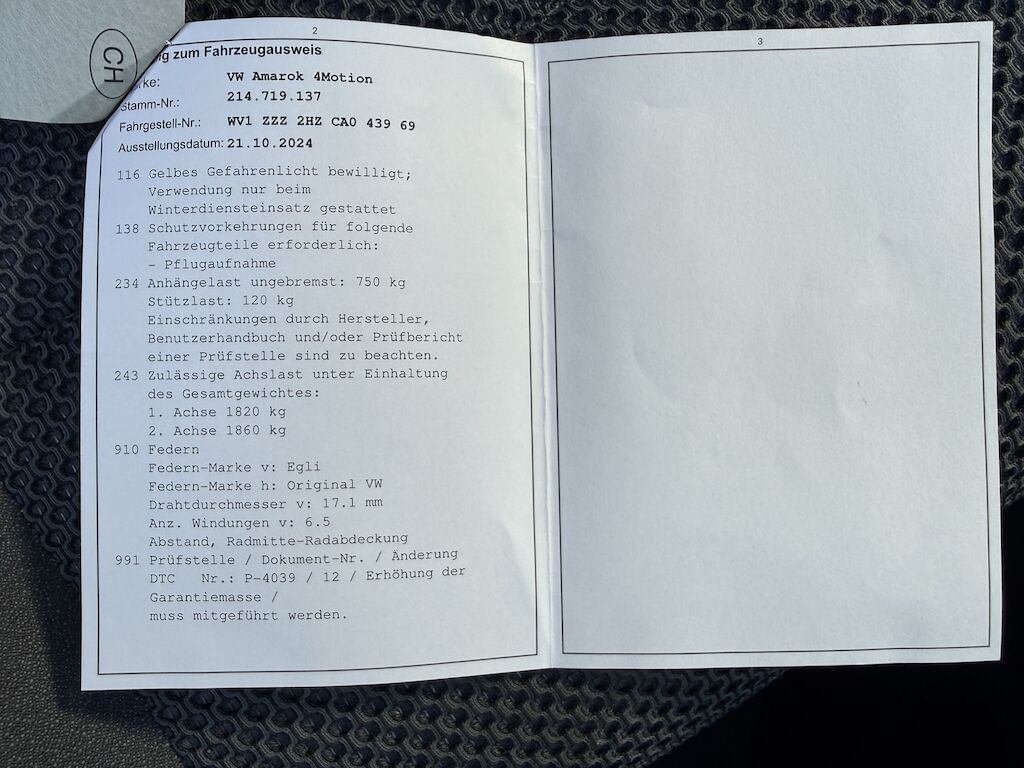 CH
2
zum Fahrzeugausweis
VW Amarok 4Motion
Stamm-Nr.: 214.719.137
Fahrgestell-Nr.: WV1 ZZZ 2HZ CA0 439 69
Ausstellungsdatum: 21.10.2024
116 Gelbes Gefahrenlicht bewilligt;
Verwendung nur beim
Winterdiensteinsatz gestattet
138 Schutzvorkehrungen für folgende
Fahrzeugteile erforderlich:
- Pflugaufnahme
234 Anhängelast ungebremst: 750 kg
Stützlast: 120 kg
Einschränkungen durch Hersteller,
Benutzerhandbuch und/oder Prüfbericht
einer Prüfstelle sind zu beachten.
243 Zulässige Achslast unter Einhaltung
des Gesamtgewichtes:
1. Achse 1820 kg
2. Achse 1860 kg
910 Federn
Federn-Marke v: Egli
Federn-Marke h: Original VW
Drahtdurchmesser v: 17.1 mm
Anz. Windungen v: 6.5
Abstand, Radmitte-Radabdeckung
991 Prüfstelle / Dokument-Nr. / Änderung
DTC Nr.: P-4039 / 12 / Erhöhung der
Garantiemasse /
muss mitgeführt werden.
3